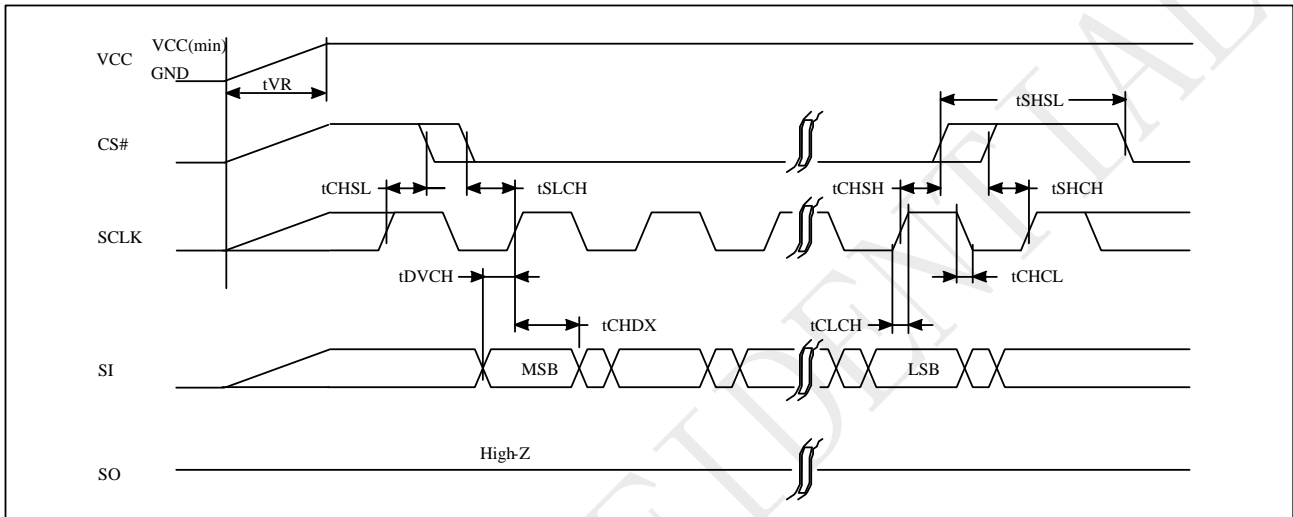 VCC
VCC(min)
GND
tVR
tSHSL
CS#
tCHSL
tSLCH
tCHSH
tSHCH
SCLK
tDVCH
tCHCL
tCHDX
tCLCH
SI
MSB
LSB
High-Z
SO
IDENTIAL